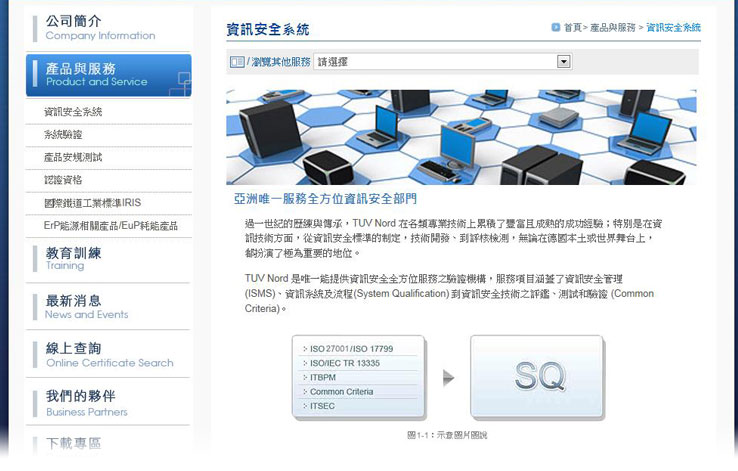 公司簡介
Company Information
產品與服務
Product and Service
資訊安全系統
系統驗證
產品安規測試
認證資格
國際鐵道工業標準IRIS
ErP能源相關產品/EuP耗能產品
教育訓練
Training
最新消息
News and Events
線上查詢
Online Certificate Search
我們的夥伴
Business Partners
下載專區
資訊安全系統
首頁> 產品與服務 > 資訊安全系統
/ 瀏覽其他服務 請選擇
亞洲唯一服務全方位資訊安全部門
過一世紀的歷練與傳承，TUV Nord 在各類專業技術上累積了豐富且成熟的成功經驗；特別是在資
訊技術方面，從資訊安全標準的制定，技術開發、到評核檢測，無論在德國本土或世界舞台上，
都扮演了極為重要的地位。
TUV Nord 是唯一能提供資訊安全全方位服務之驗證機構，服務項目涵蓋了資訊安全管理
(ISMS)、資訊系統及流程(System Qualification) 到資訊安全技術之評鑑、測試和驗證 (Common
Criteria)。
ISO 27001/ISO 17799
ISO/IEC TR 13335
ITBPM
Common Criteria
ITSEC
SQ
圖1-1：示意圖片圖說